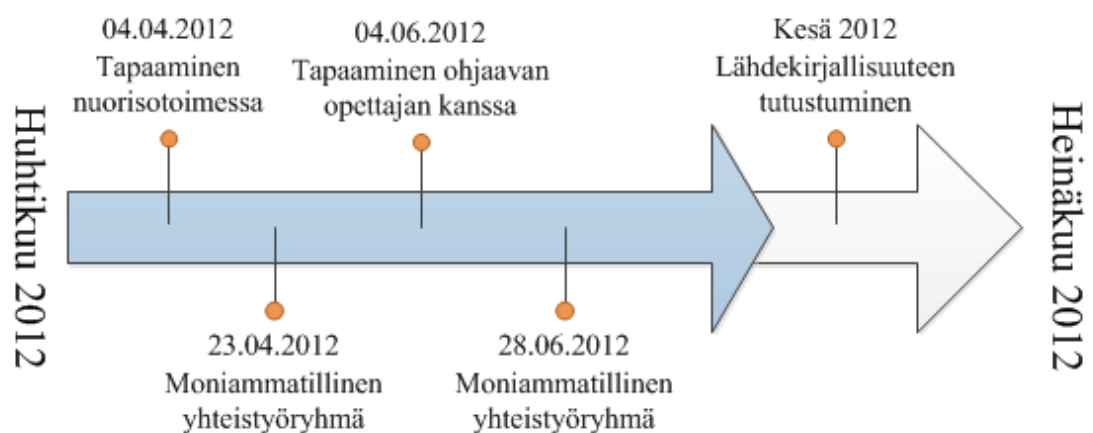 Huhtikuu 2012
04.04.2012
Tapaaminen
nuorisotoimessa
04.06.2012
Tapaaminen ohjaavan
opettajan kanssa
Kesä 2012
Lähdekirjallisuuteen
tutustuminen
23.04.2012
Moniammatillinen
yhteistyöryhmä
28.06.2012
Moniammatillinen
yhteistyöryhmä
Heinäkuu 2012